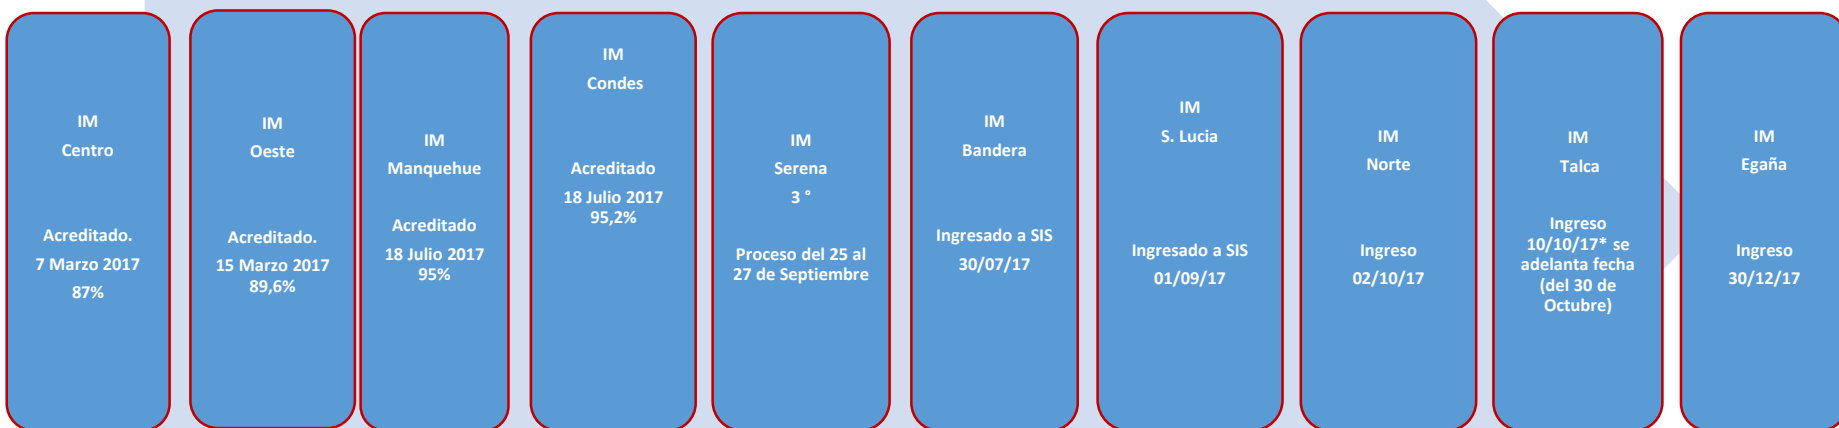 IM
Centro
Acreditado.
7 Marzo 2017
87%
IM
Oeste
Acreditado.
15 Marzo 2017
89,6%
IM
Manquehue
Acreditado
18 Julio 2017
95%
IM
Condes
Acreditado
18 Julio 2017
95,2%
IM
Serena
3 °
Proceso del 25 al
27 de Septiembre
IM
Bandera
Ingresado a SIS
30/07/17
IM
S. Lucia
Ingresado a SIS
01/09/17
IM
Norte
Ingreso
02/10/17
IM
Talca
Ingreso
10/10/17* se
adelanta fecha
(del 30 de
Octubre)
IM
Egaña
Ingreso
30/12/17